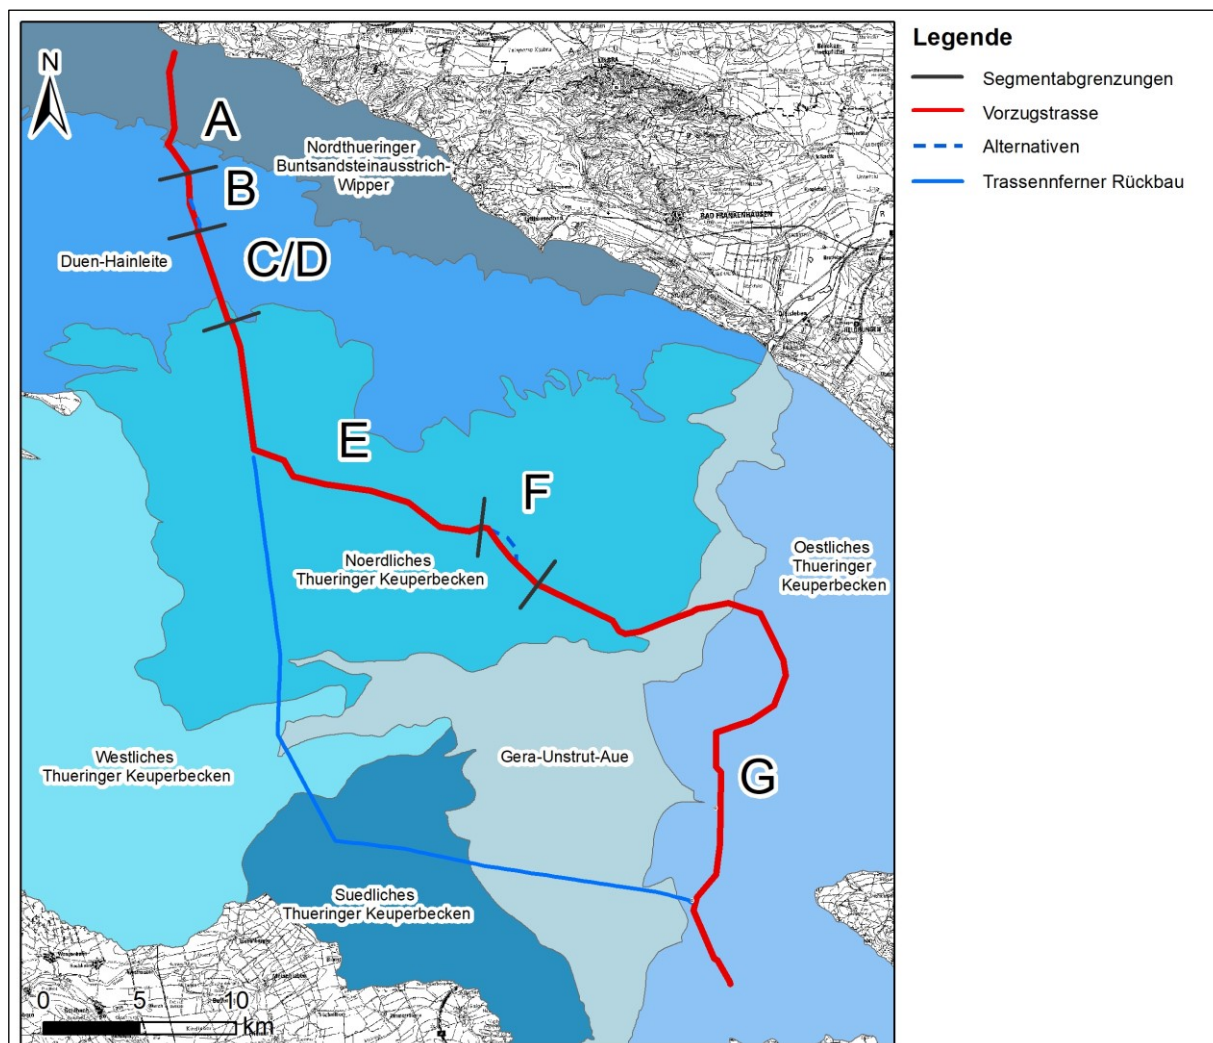 N
A
Nordthueringer
Buntsandsteinausstrich-
Wipper
B
Duen-Hainleite
C/D
BAD FRANKENHAUSEN
E
F
Noerdliches
Thueringer Keuperbecken
Oestliches
Thueringer
Keuperbecken
Westliches
Thueringer Keuperbecken
Gera-Unstrut-Aue
G
Suedliches
Thueringer Keuperbecken
0 5 10
km
Legende
Segmentabgrenzungen
Vorzugstrasse
Alternativen
Trassennferner Rückbau